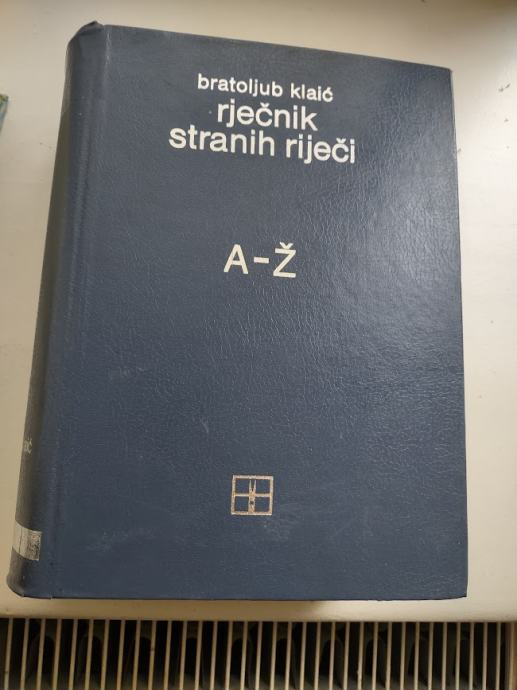 bratoljub klaić
rječnik
stranih riječi
A-Ž